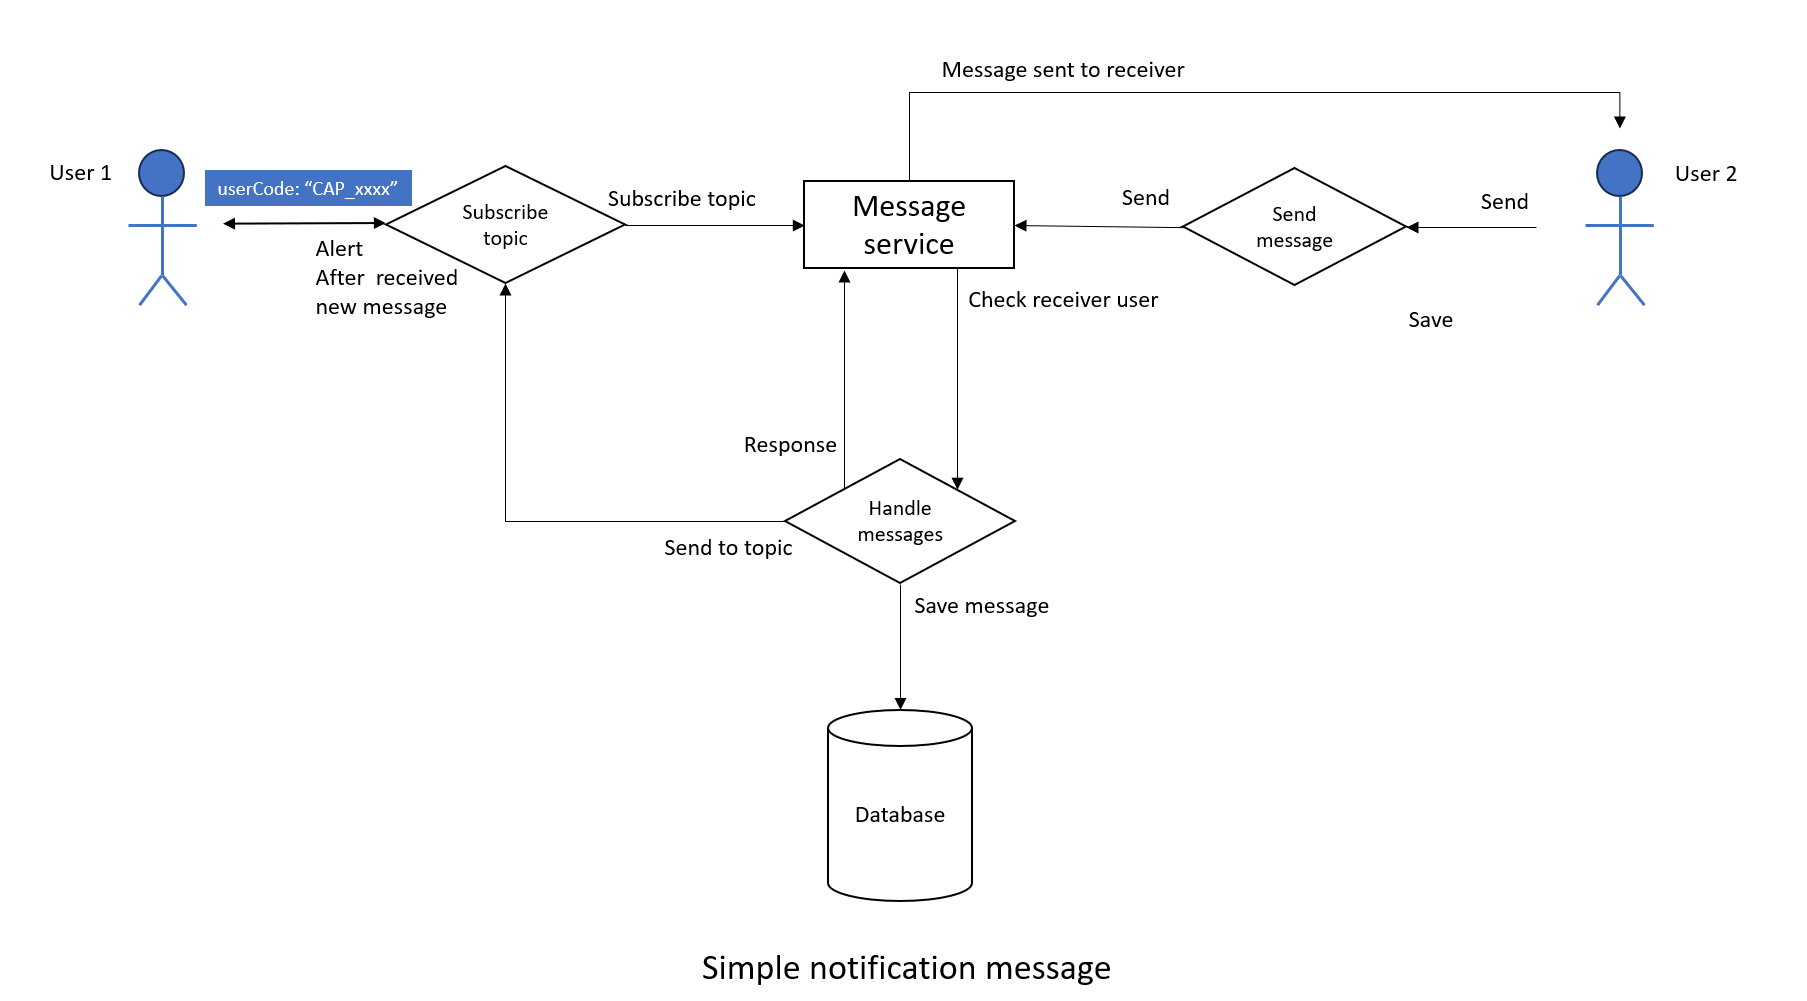 Message sent to receiver
User 1
userCode: “CAP_xxxx”
Subscribe
topic
Subscribe topic
Message
service
Send
Send
message
Send
User 2
Alert
After  received
new message
Check receiver user
Save
Response
Handle
messages
Send to topic
Save message
Database
Simple notification message